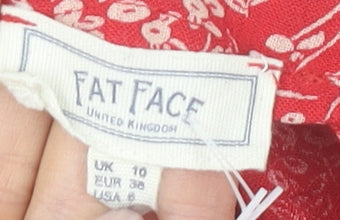 FAT FACE
UNITED KINGDOM
UK 10
EUR 38
USA 6